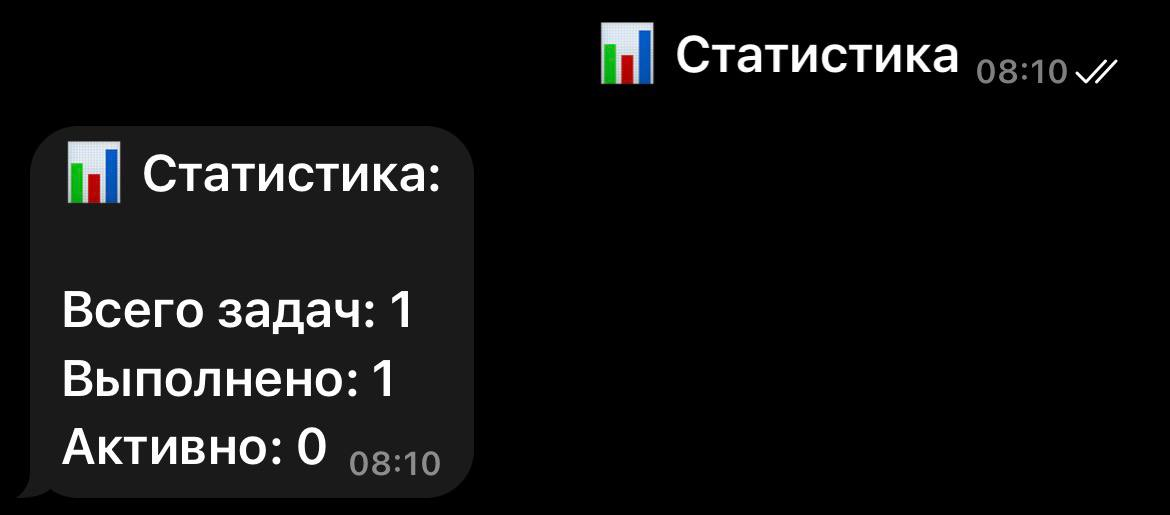 📊 Статистика 08:10
📊 Статистика:
Всего задач: 1
Выполнено: 1
Активно: 0 08:10